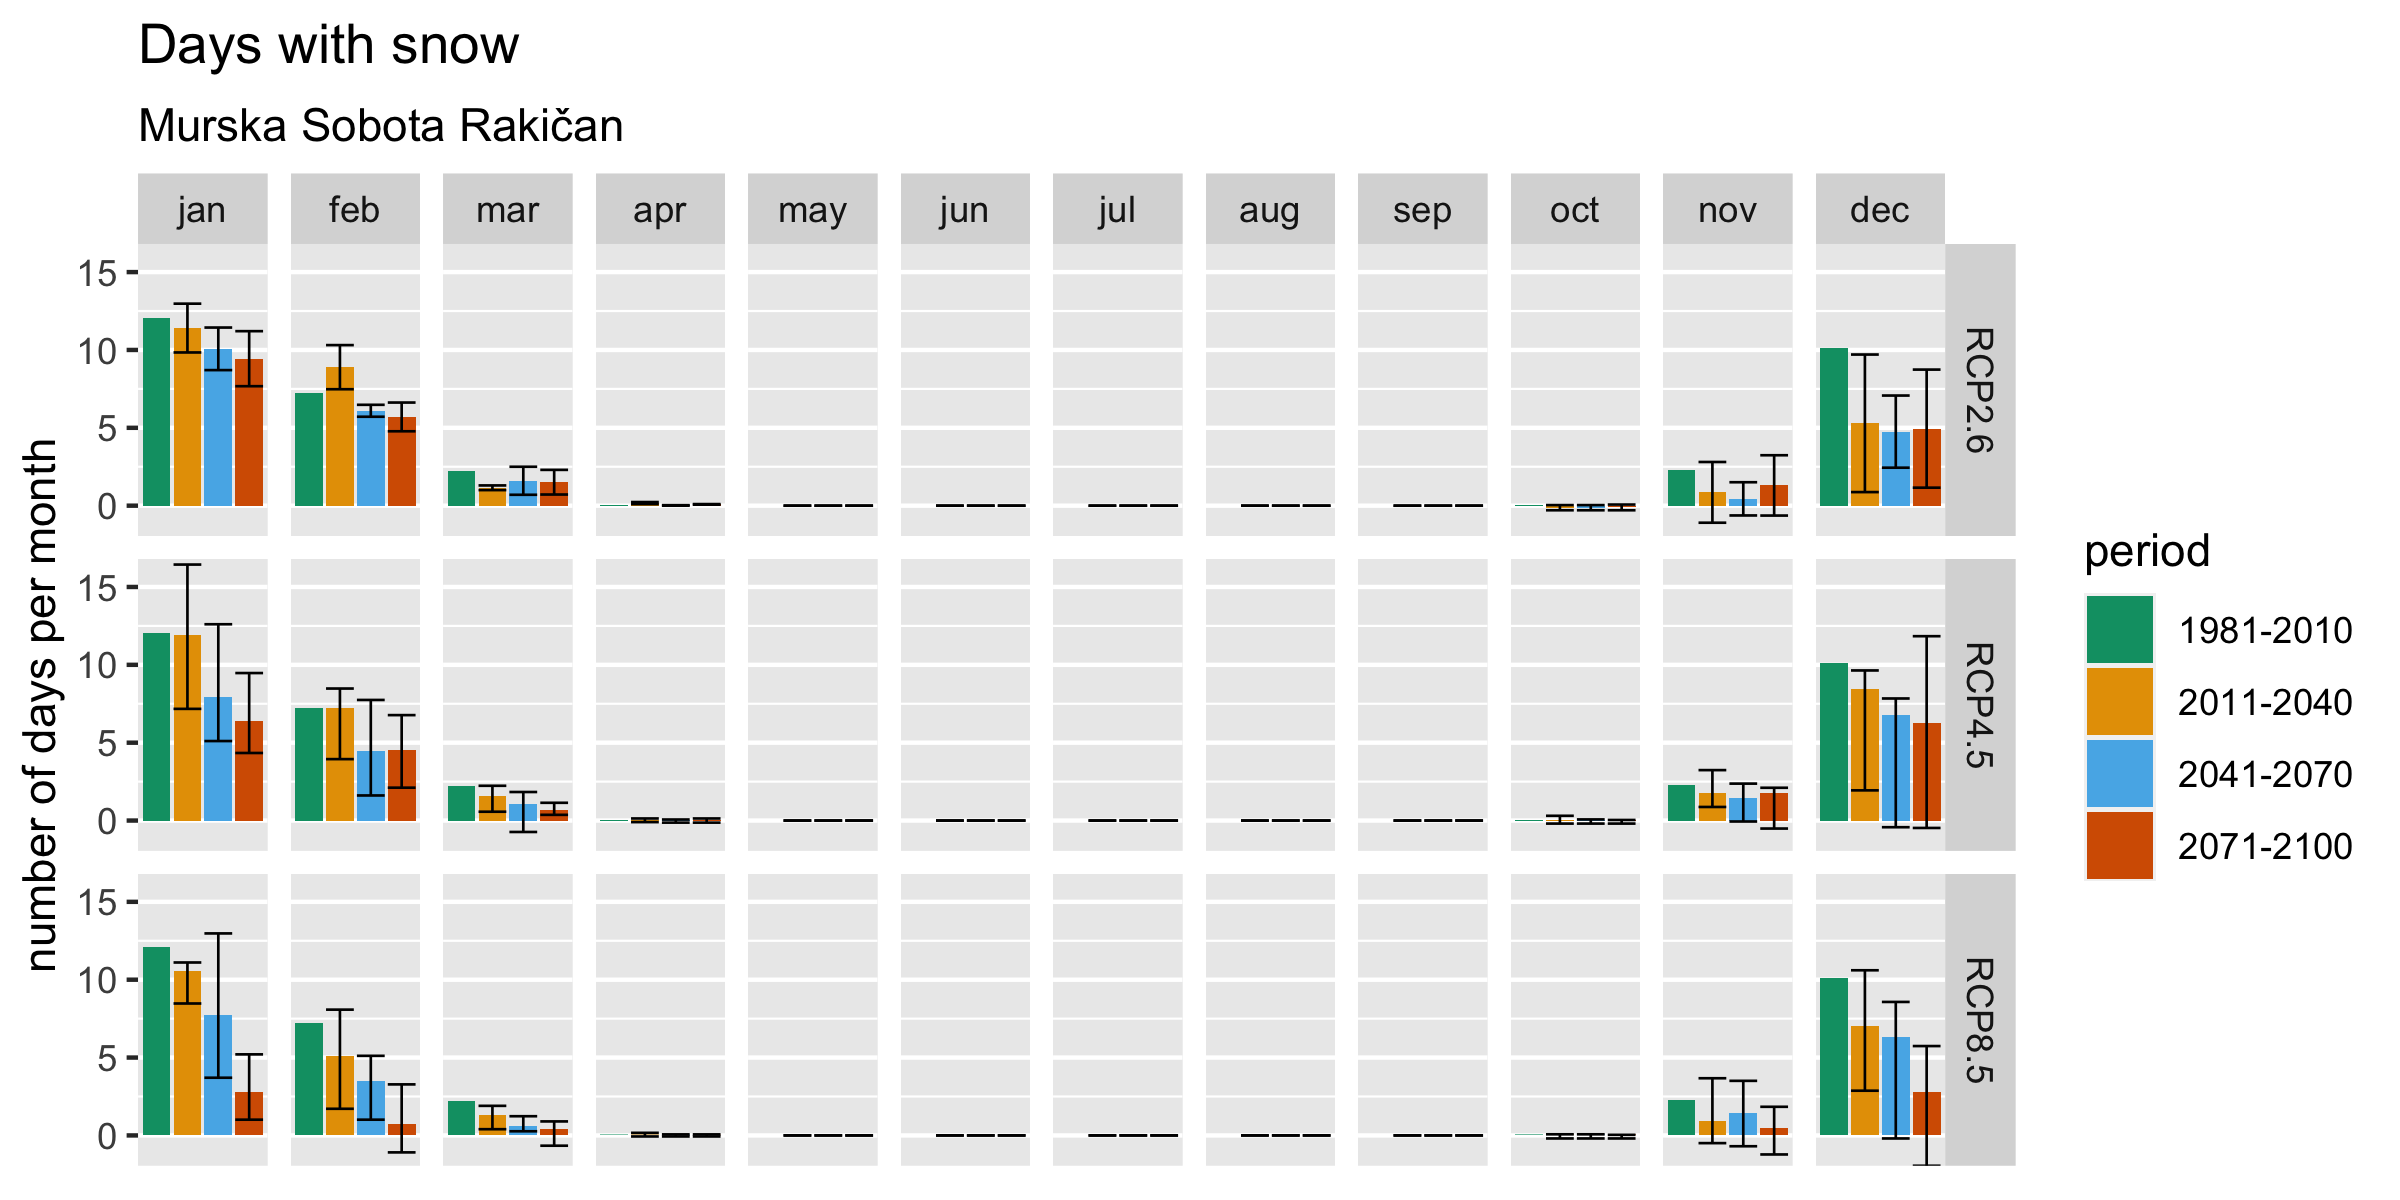 Days with snow
Murska Sobota Rakičan
jan feb mar apr may jun jul aug sep oct nov dec
number of days per month
15
10
5
0
RCP2.6
15
10
5
0
RCP4.5
15
10
5
0
RCP8.5
period
1981-2010
2011-2040
2041-2070
2071-2100